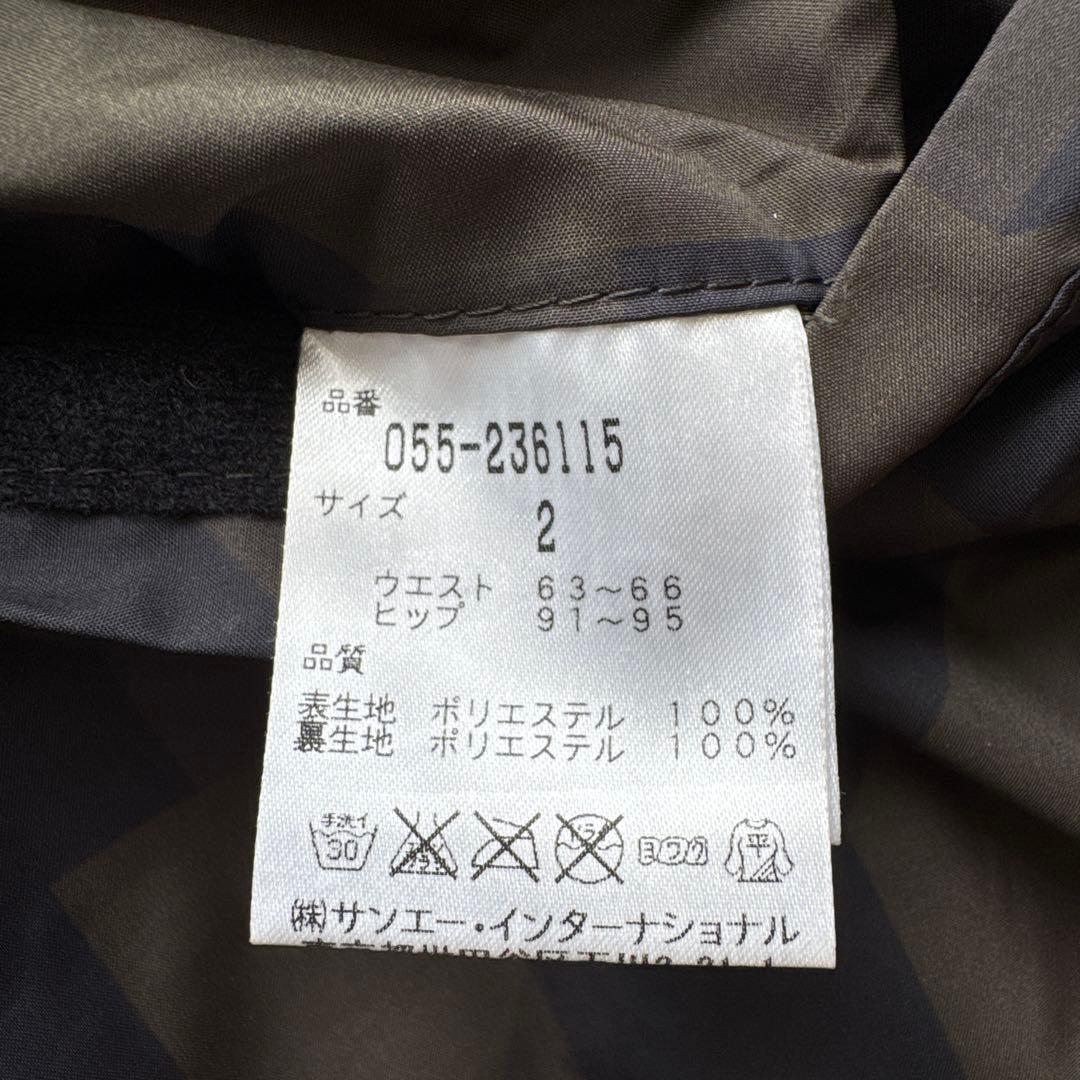 品番
055-236115
サイズ
2
ウエスト 63～66
ヒップ 91～95
品質
表生地 ポリエステル 100%
裏生地 ポリエステル 100%
手洗イ
30
ヨワク
平
㈱サンエー・インターナショナル